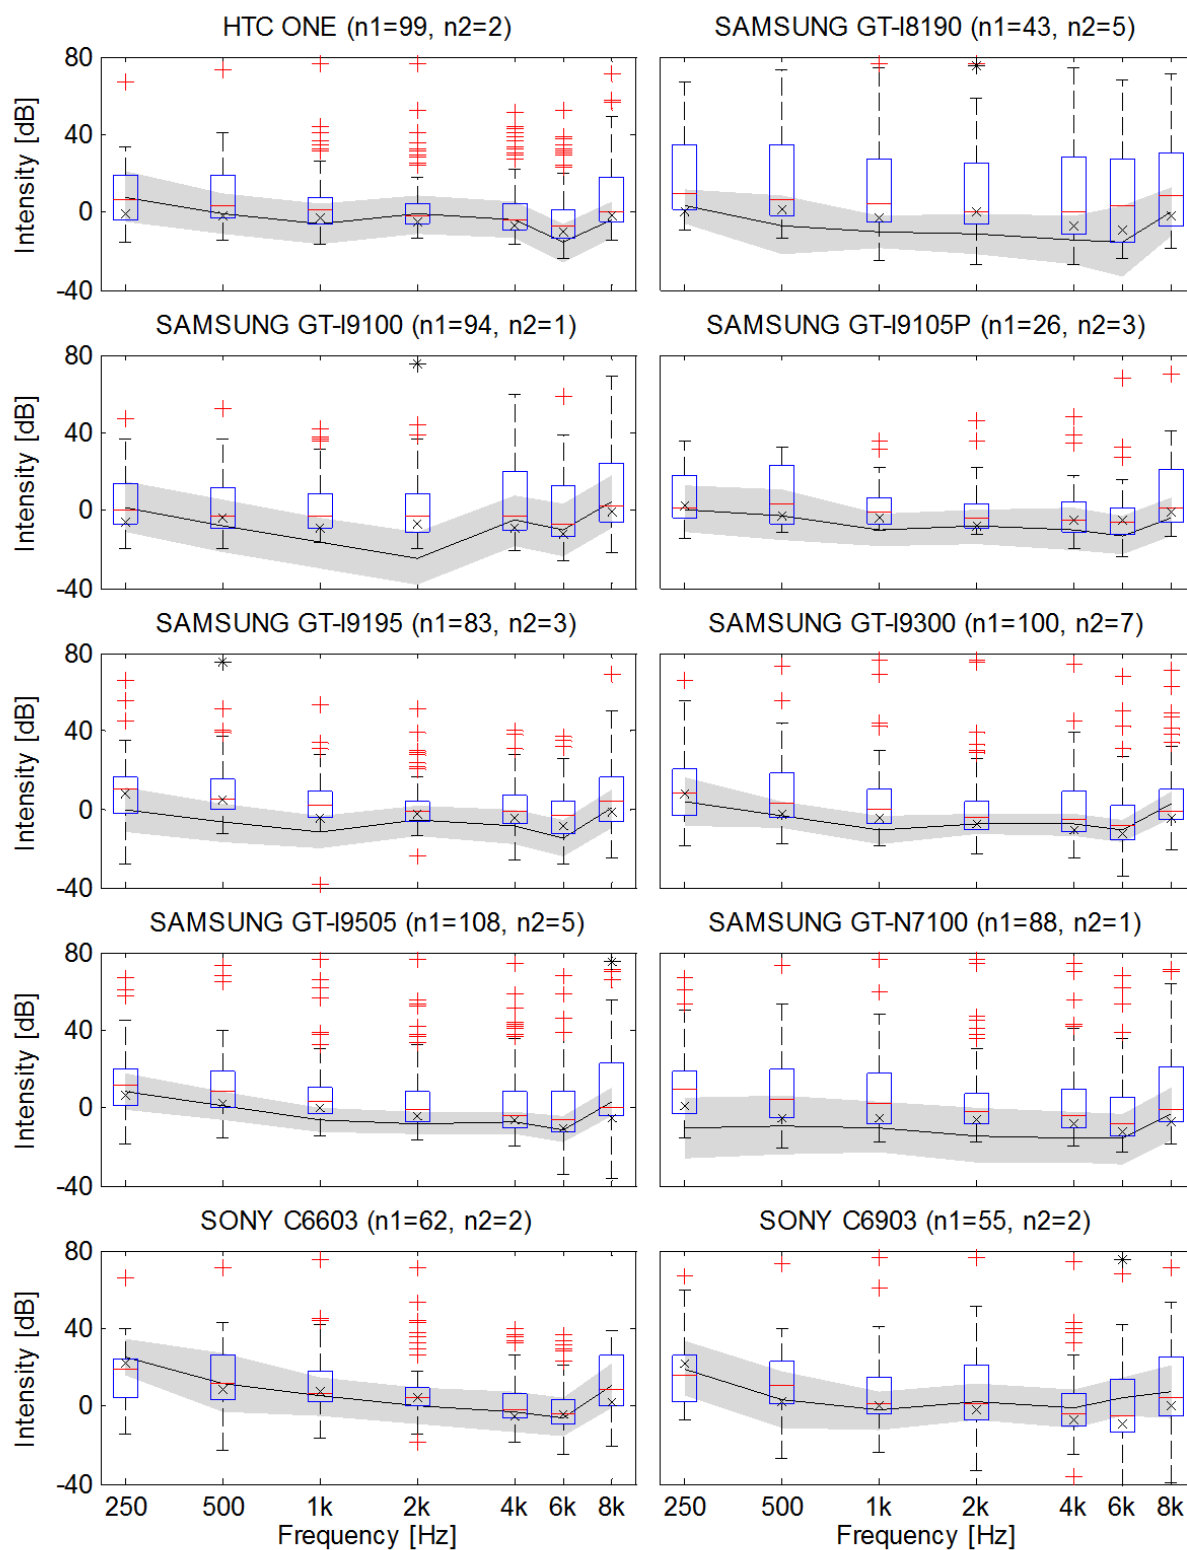 HTC ONE (n1=99, n2=2) SAMSUNG GT-I8190 (n1=43, n2=5)
80
40
0
-40
Intensity [dB]
SAMSUNG GT-I9100 (n1=94, n2=1) SAMSUNG GT-I9105P (n1=26, n2=3)
80
40
0
-40
Intensity [dB]
SAMSUNG GT-I9195 (n1=83, n2=3) SAMSUNG GT-I9300 (n1=100, n2=7)
80
40
0
-40
Intensity [dB]
SAMSUNG GT-I9505 (n1=108, n2=5) SAMSUNG GT-N7100 (n1=88, n2=1)
80
40
0
-40
Intensity [dB]
SONY C6603 (n1=62, n2=2) SONY C6903 (n1=55, n2=2)
80
40
0
-40
Intensity [dB]
250 500 1k 2k 4k 6k 8k 250 500 1k 2k 4k 6k 8k
Frequency [Hz] Frequency [Hz]